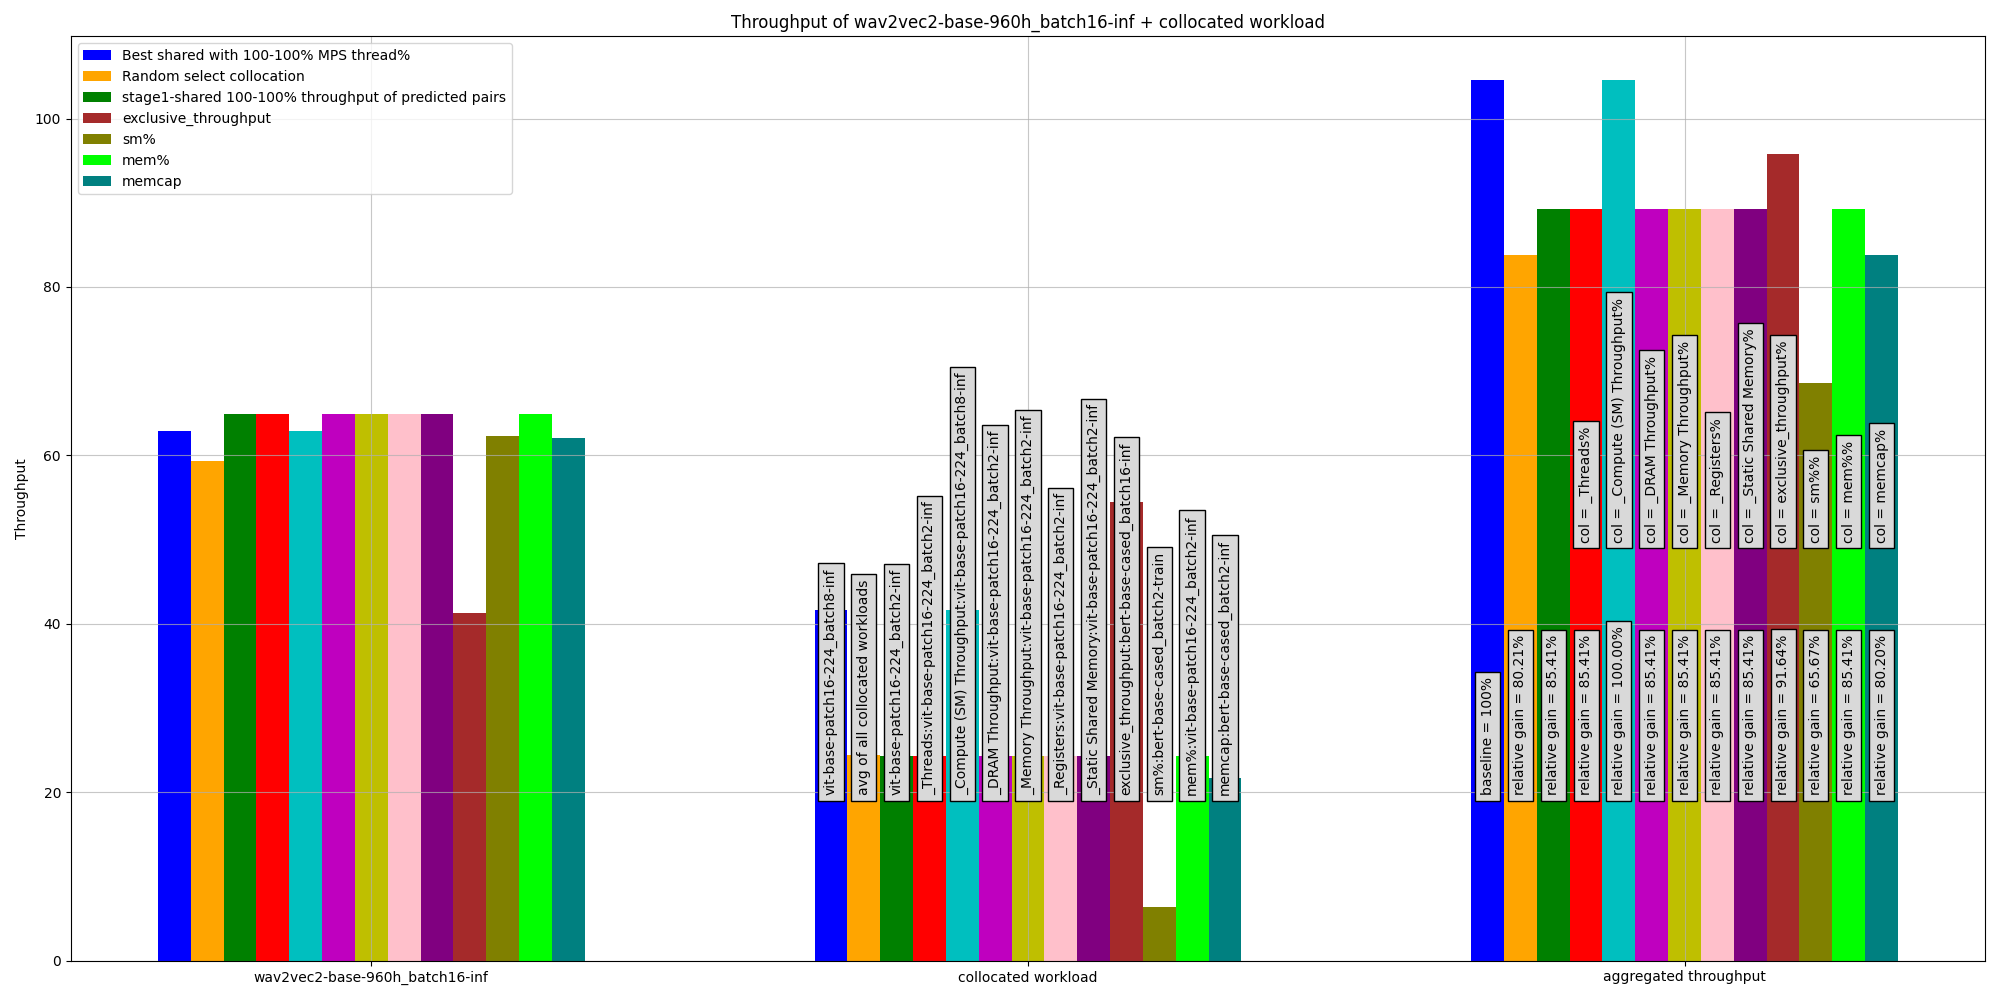 Throughput of wav2vec2-base-960h_batch16-inf + collocated workload
Best shared with 100-100% MPS thread%
Random select collocation
stage1-shared 100-100% throughput of predicted pairs
exclusive_throughput
sm%
mem%
memcap
Throughput
100
80
60
40
20
0
vit-base-patch16-224_batch8-inf
avg of all collocated workloads
vit-base-patch16-224_batch2-inf
_Threads:vit-base-patch16-224_batch2-inf
_Compute (SM) Throughput:vit-base-patch16-224_batch8-inf
_DRAM Throughput:vit-base-patch16-224_batch2-inf
_Memory Throughput:vit-base-patch16-224_batch2-inf
_Registers:vit-base-patch16-224_batch2-inf
_Static Shared Memory:vit-base-patch16-224_batch2-inf
exclusive_throughput:bert-base-cased_batch16-inf
sm%:bert-base-cased_batch2-train
mem%:vit-base-patch16-224_batch2-inf
memcap:bert-base-cased_batch2-inf
col = _Threads%
col = _Compute (SM) Throughput%
col = _DRAM Throughput%
col = _Memory Throughput%
col = _Registers%
col = _Static Shared Memory%
col = exclusive_throughput%
col = sm%%
col = mem%%
col = memcap%
baseline = 100%
relative gain = 80.21%
relative gain = 85.41%
relative gain = 85.41%
relative gain = 100.00%
relative gain = 85.41%
relative gain = 85.41%
relative gain = 85.41%
relative gain = 85.41%
relative gain = 91.64%
relative gain = 65.67%
relative gain = 85.41%
relative gain = 80.20%
wav2vec2-base-960h_batch16-inf
collocated workload
aggregated throughput